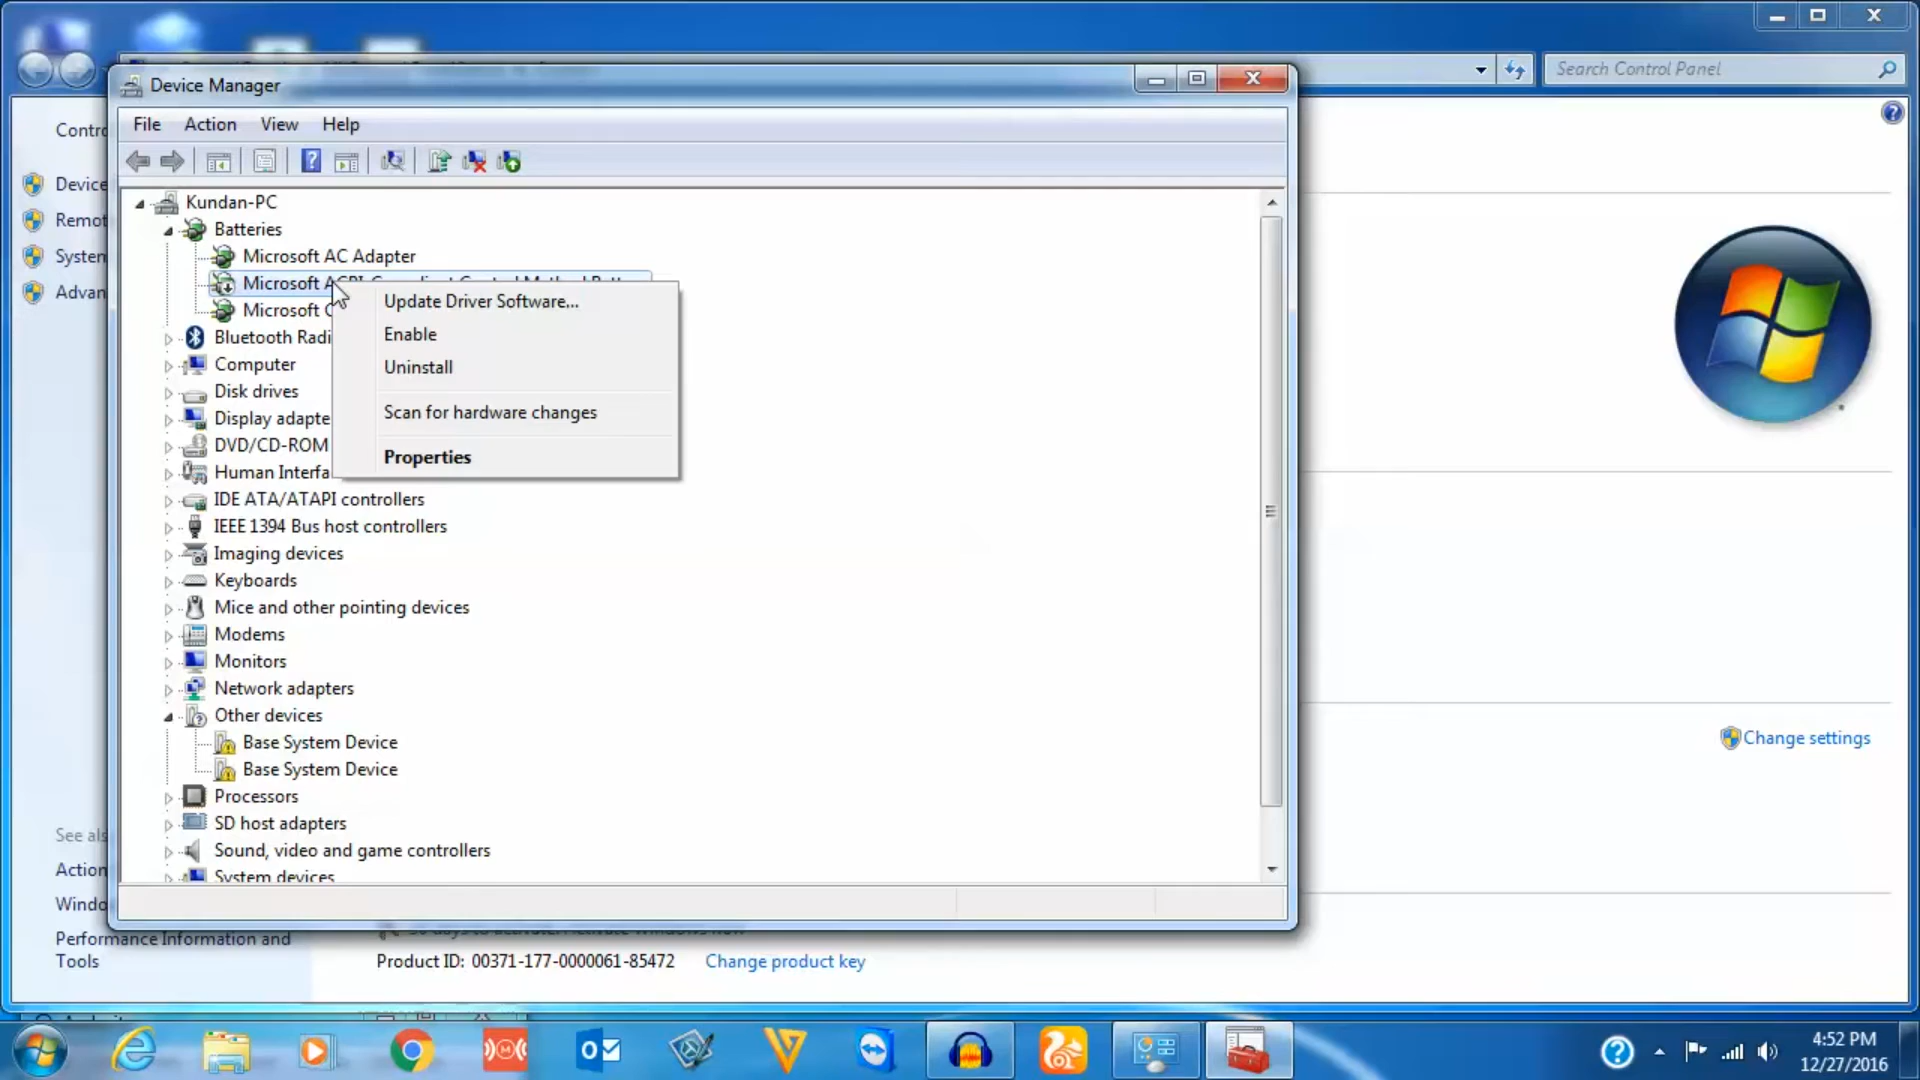 Search Control Panel
Device Manager
File Action View Help
Contro
Device
Remot
System
Advan
Kundan-PC
Batteries
Microsoft AC Adapter
Microsoft
Microsoft C
Update Driver Software...
Enable
Uninstall
Scan for hardware changes
Properties
Bluetooth Radi
Computer
Disk drives
Display adapte
DVD/CD-ROM
Human Interfa
IDE ATA/ATAPI controllers
IEEE 1394 Bus host controllers
Imaging devices
Keyboards
Mice and other pointing devices
Modems
Monitors
Network adapters
Other devices
Base System Device
Base System Device
Processors
SD host adapters
Sound, video and game controllers
System devices
Change settings
See als
Action
Windo
Performance Information and
Tools
Product ID: 00371-177-0000061-85472 Change product key
4:52 PM
12/27/2016